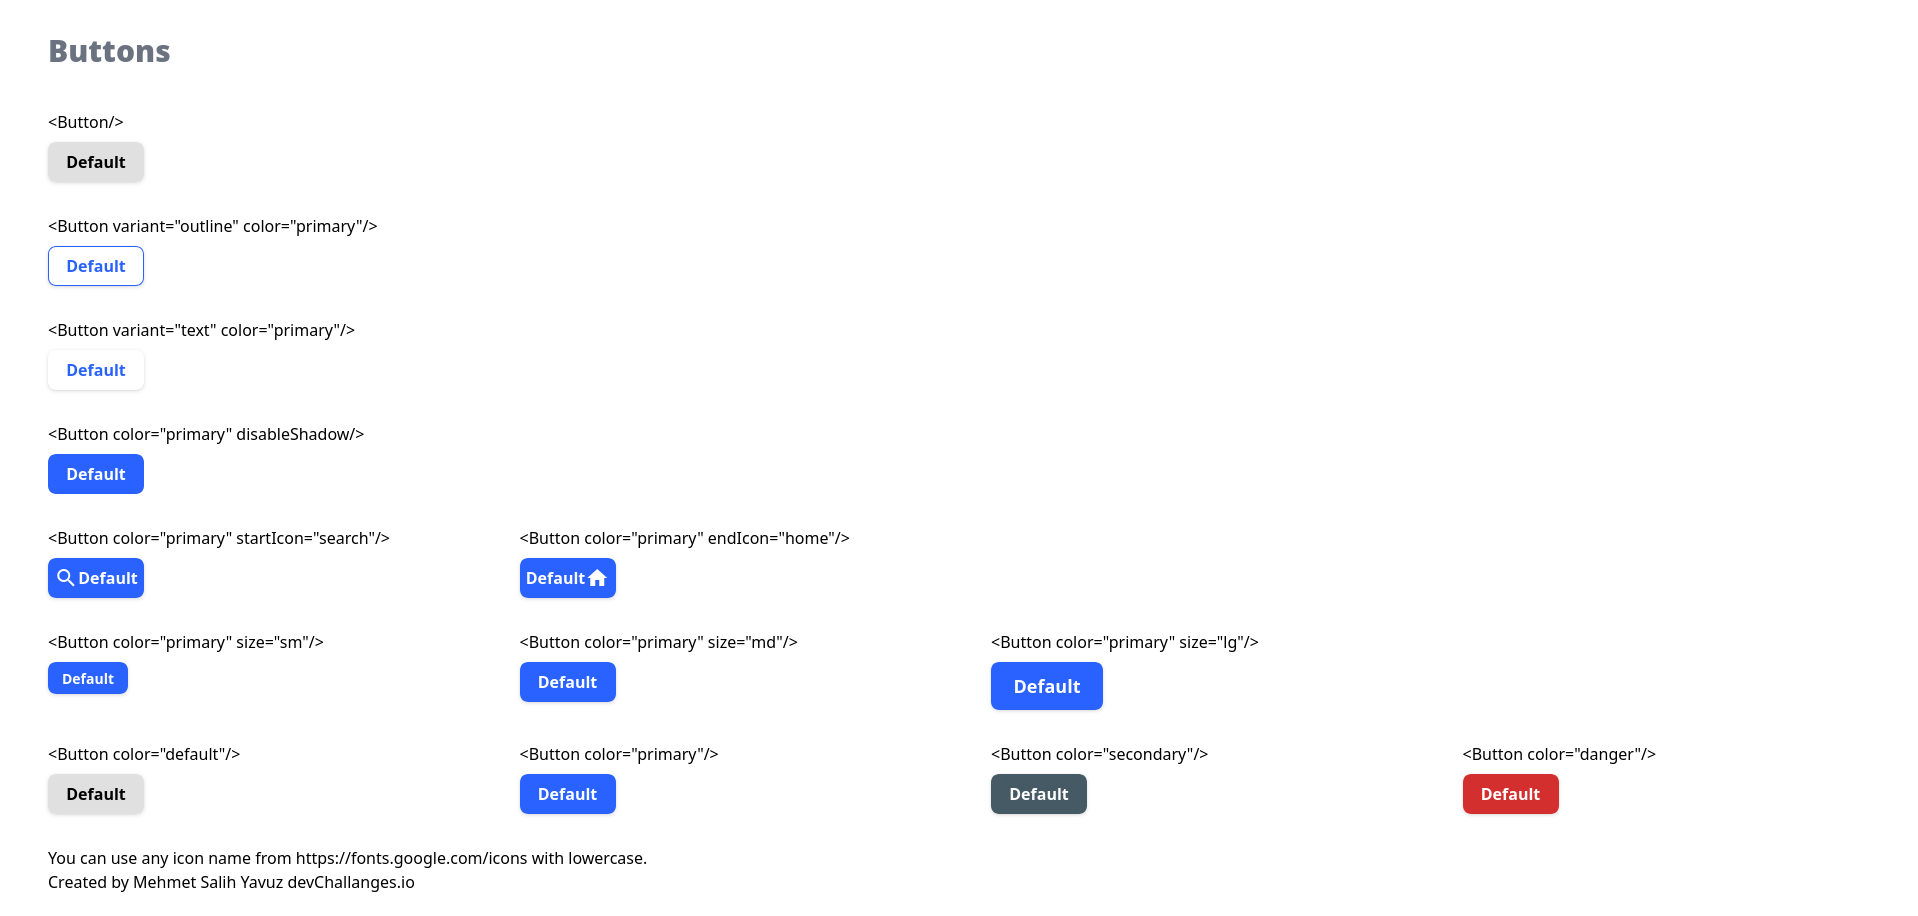 Buttons
<Button/>
Default
<Button variant="outline" color="primary"/>
Default
<Button variant="text" color="primary"/>
Default
<Button color="primary" disableShadow/>
Default
<Button color="primary" startIcon="search"/> <Button color="primary" endIcon="home"/>
Default Default
<Button color="primary" size="sm"/> <Button color="primary" size="md"/> <Button color="primary" size="lg"/>
Default Default Default
<Button color="default"/> <Button color="primary"/> <Button color="secondary"/> <Button color="danger"/>
Default Default Default Default
You can use any icon name from https://fonts.google.com/icons with lowercase.
Created by Mehmet Salih Yavuz devChallanges.io